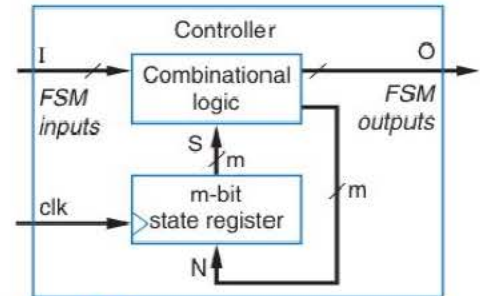 Controller
I
O
Combinational
logic
FSM
inputs
FSM
outputs
S
m
m
m-bit
state register
clk
N